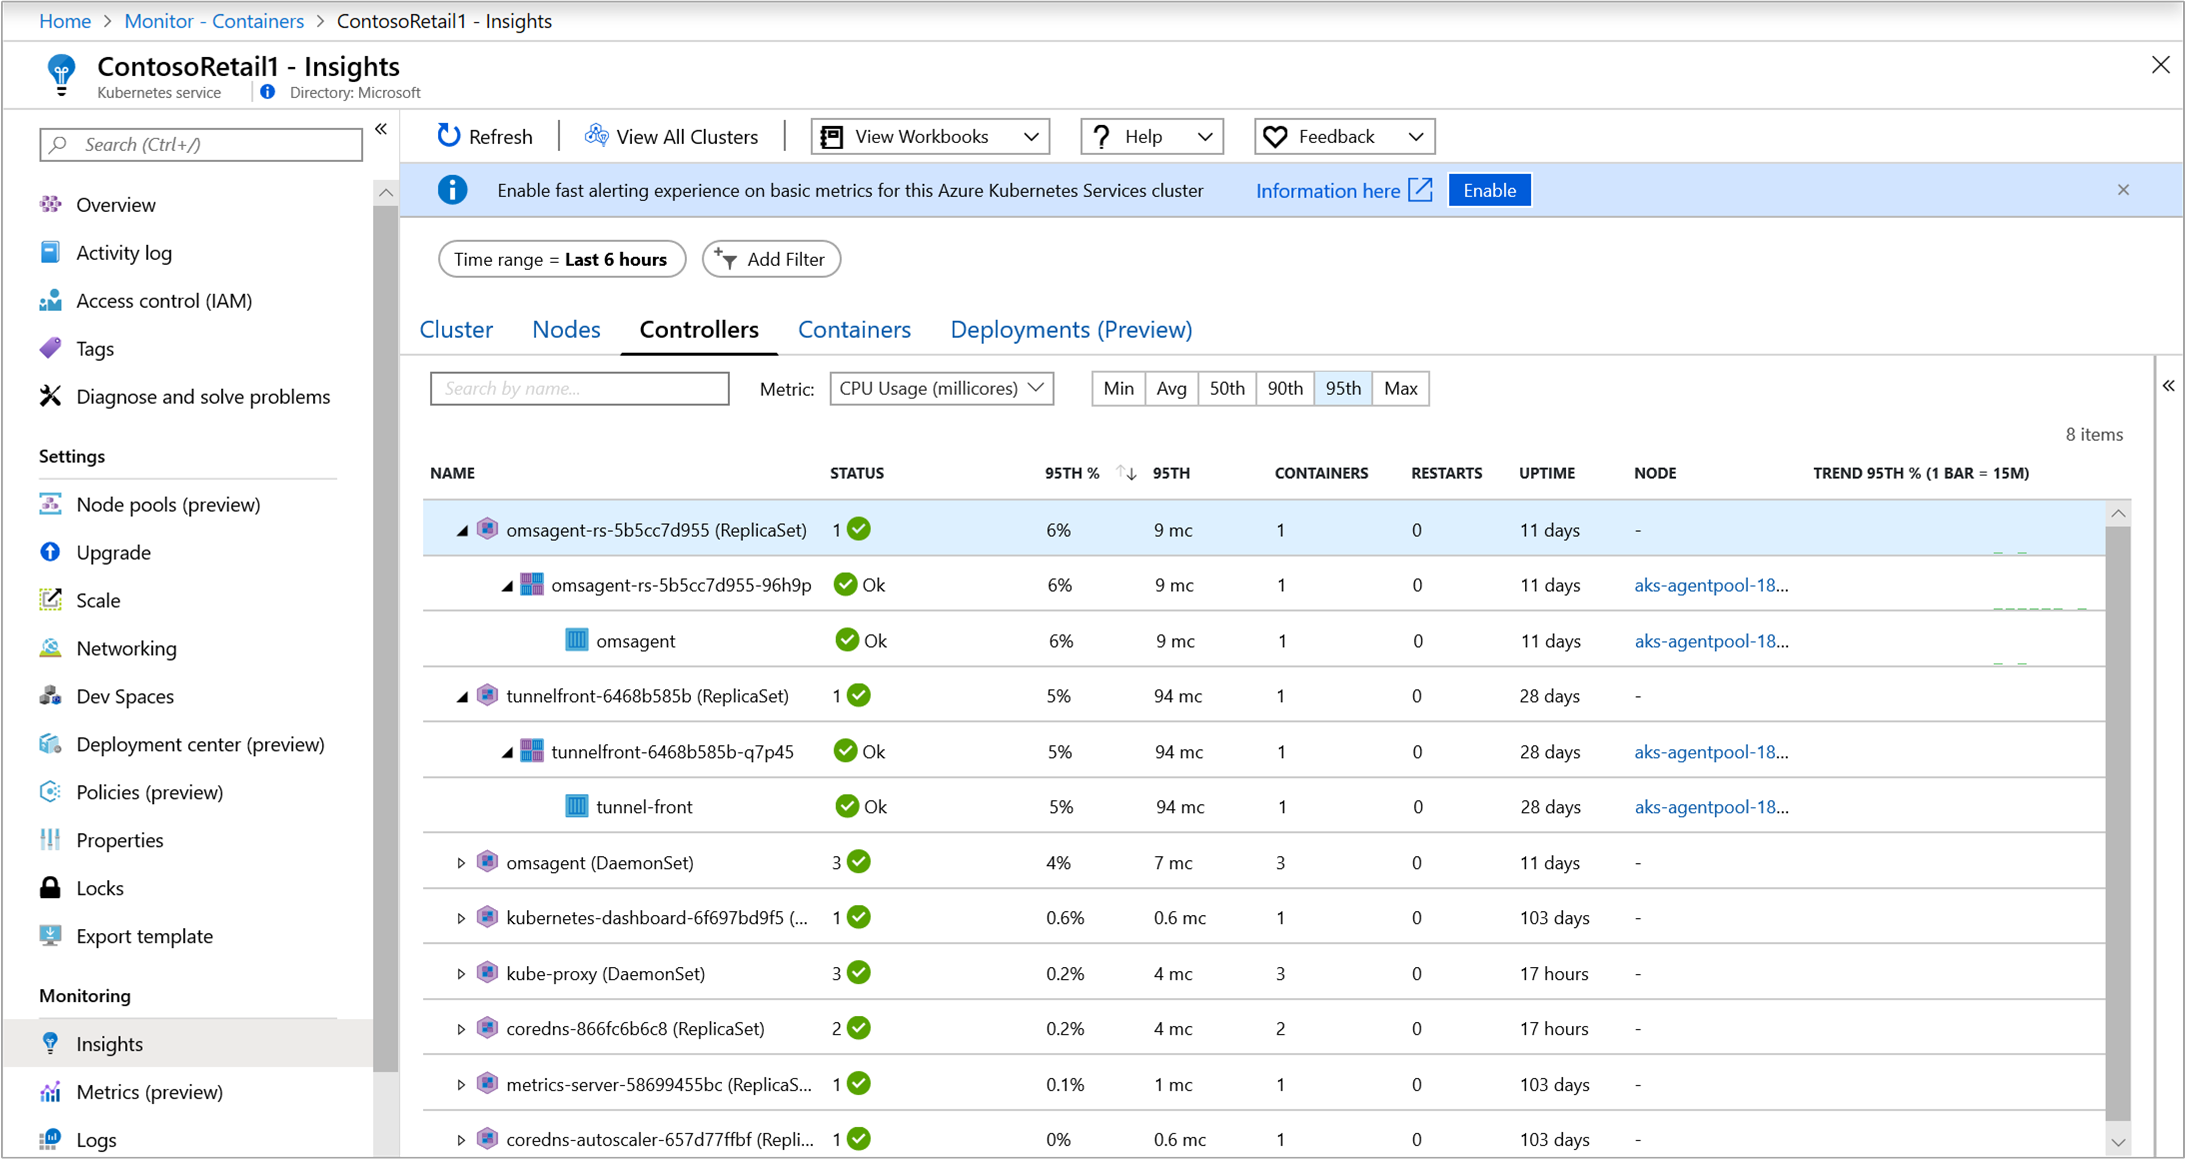 Home > Monitor - Containers > ContosoRetail1 - Insights
ContosoRetail1 - Insights
Kubernetes service Directory: Microsoft
Search (Ctrl+/)
Overview
Activity log
Access control (IAM)
Tags
Diagnose and solve problems
Settings
Node pools (preview)
Upgrade
Scale
Networking
Dev Spaces
Deployment center (preview)
Policies (preview)
Properties
Locks
Export template
Monitoring
Insights
Metrics (preview)
Logs
Refresh View All Clusters View Workbooks Help Feedback
Enable fast alerting experience on basic metrics for this Azure Kubernetes Services cluster Information here Enable
Time range = Last 6 hours Add Filter
Cluster Nodes Controllers Containers Deployments (Preview)
Search by name... Metric: CPU Usage (millicores) Min Avg 50th 90th 95th Max
8 items
NAME STATUS 95TH % 95TH CONTAINERS RESTARTS UPTIME NODE TREND 95TH % (1 BAR = 15M)
omsagent-rs-5b5cc7d955 (ReplicaSet) 1 6% 9 mc 1 0 11 days -
omsagent-rs-5b5cc7d955-96h9p Ok 6% 9 mc 1 0 11 days aks-agentpool-18...
omsagent Ok 6% 9 mc 1 0 11 days aks-agentpool-18...
tunnelfront-6468b585b (ReplicaSet) 1 5% 94 mc 1 0 28 days -
tunnelfront-6468b585b-q7p45 Ok 5% 94 mc 1 0 28 days aks-agentpool-18...
tunnel-front Ok 5% 94 mc 1 0 28 days aks-agentpool-18...
omsagent (DaemonSet) 3 4% 7 mc 3 0 11 days -
kubernetes-dashboard-6f697bd9f5 (... 1 0.6% 0.6 mc 1 0 103 days -
kube-proxy (DaemonSet) 3 0.2% 4 mc 3 0 17 hours -
coredns-866fc6b6c8 (ReplicaSet) 2 0.2% 4 mc 2 0 17 hours -
metrics-server-58699455bc (ReplicaS... 1 0.1% 1 mc 1 0 103 days -
coredns-autoscaler-657d77ffbf (Repli... 1 0% 0.6 mc 1 0 103 days -